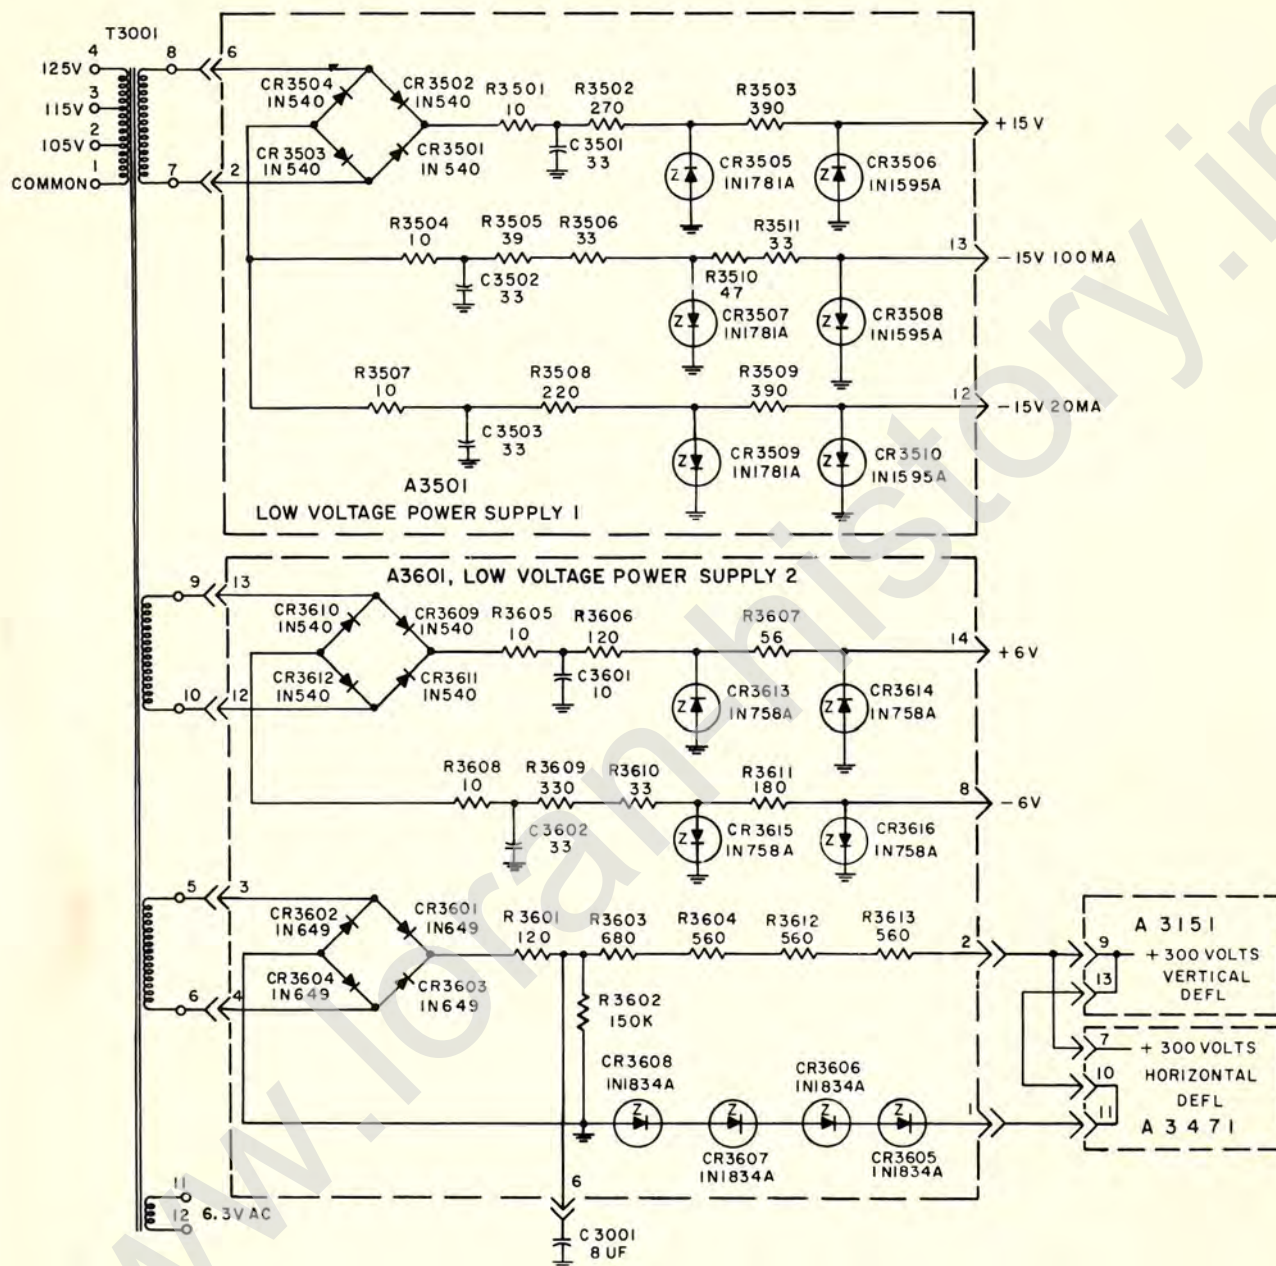 T3001
4
125V
3
115V
2
105V
1
COMMON
8
6
7
2
CR3504
IN540
CR3502
IN540
CR3503
IN540
CR3501
IN540
R3501
10
R3502
270
C3501
33
R3503
390
CR3505
IN1781A
CR3506
IN1595A
+15V
R3504
10
R3505
39
R3506
33
C3502
33
R3511
33
R3510
47
CR3507
IN1781A
CR3508
IN1595A
13
-15V 100MA
R3507
10
R3508
220
C3503
33
R3509
390
CR3509
IN1781A
CR3510
IN1595A
12
-15V 20MA
A3501
LOW VOLTAGE POWER SUPPLY 1
A3601, LOW VOLTAGE POWER SUPPLY 2
9
13
10
12
CR3610
IN540
CR3609
IN540
CR3612
IN540
CR3611
IN540
R3605
10
R3606
120
C3601
10
R3607
56
CR3613
IN758A
CR3614
IN758A
14
+6V
R3608
10
R3609
330
R3610
33
C3602
33
R3611
180
CR3615
IN758A
CR3616
IN758A
8
-6V
5
3
6
4
CR3602
IN649
CR3601
IN649
CR3604
IN649
CR3603
IN649
R3601
120
R3603
680
R3604
560
R3612
560
R3613
560
2
R3602
150K
CR3608
IN1834A
CR3606
IN1834A
CR3607
IN1834A
CR3605
IN1834A
1
A 3151
9
+300 VOLTS
13
VERTICAL
DEFL
7
+ 300 VOLTS
10
HORIZONTAL
DEFL
11
A 3471
11
12
6.3V AC
6
C3001
8UF
Z
Z
Z
Z
Z
Z
Z
Z
Z
Z
Z
Z
Z
Z
www.loran-history.in